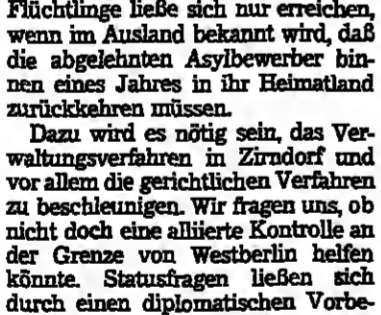 Flüchtlinge ließe sich nur erreichen,
wenn im Ausland bekannt wird, daß
die abgelehnten Asylbewerber bin-
nen eines Jahres in ihr Heimatland
zurückkehren müssen.
Dazu wird es nötig sein, das Ver-
waltungsverfahren in Zirndorf und
vor allem die gerichtlichen Verfahren
zu beschleunigen. Wir fragen uns, ob
nicht doch eine alliierte Kontrolle an
der Grenze von Westberlin helfen
könnte. Statusfragen ließen sich
durch einen diplomatischen Vorbe-